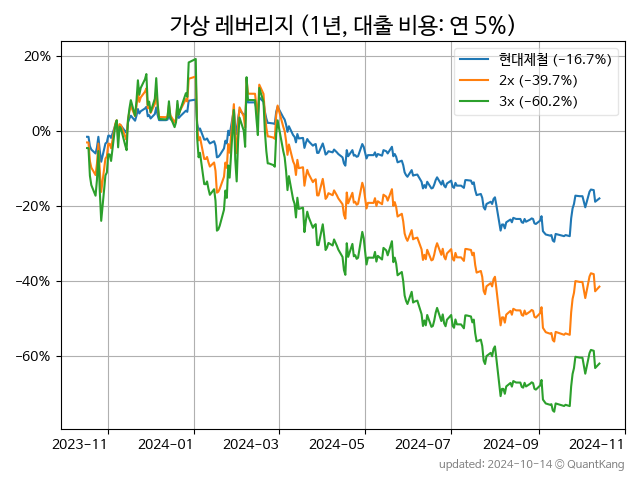 가상 레버리지 (1년, 대출 비용: 연 5%)
현대제철 (−16.7%)
2x (−39.7%)
3x (−60.2%)
20%
0%
−20%
−40%
−60%
2023-11
2024-01
2024-03
2024-05
2024-07
2024-09
2024-11
updated: 2024-10-14 © QuantKang